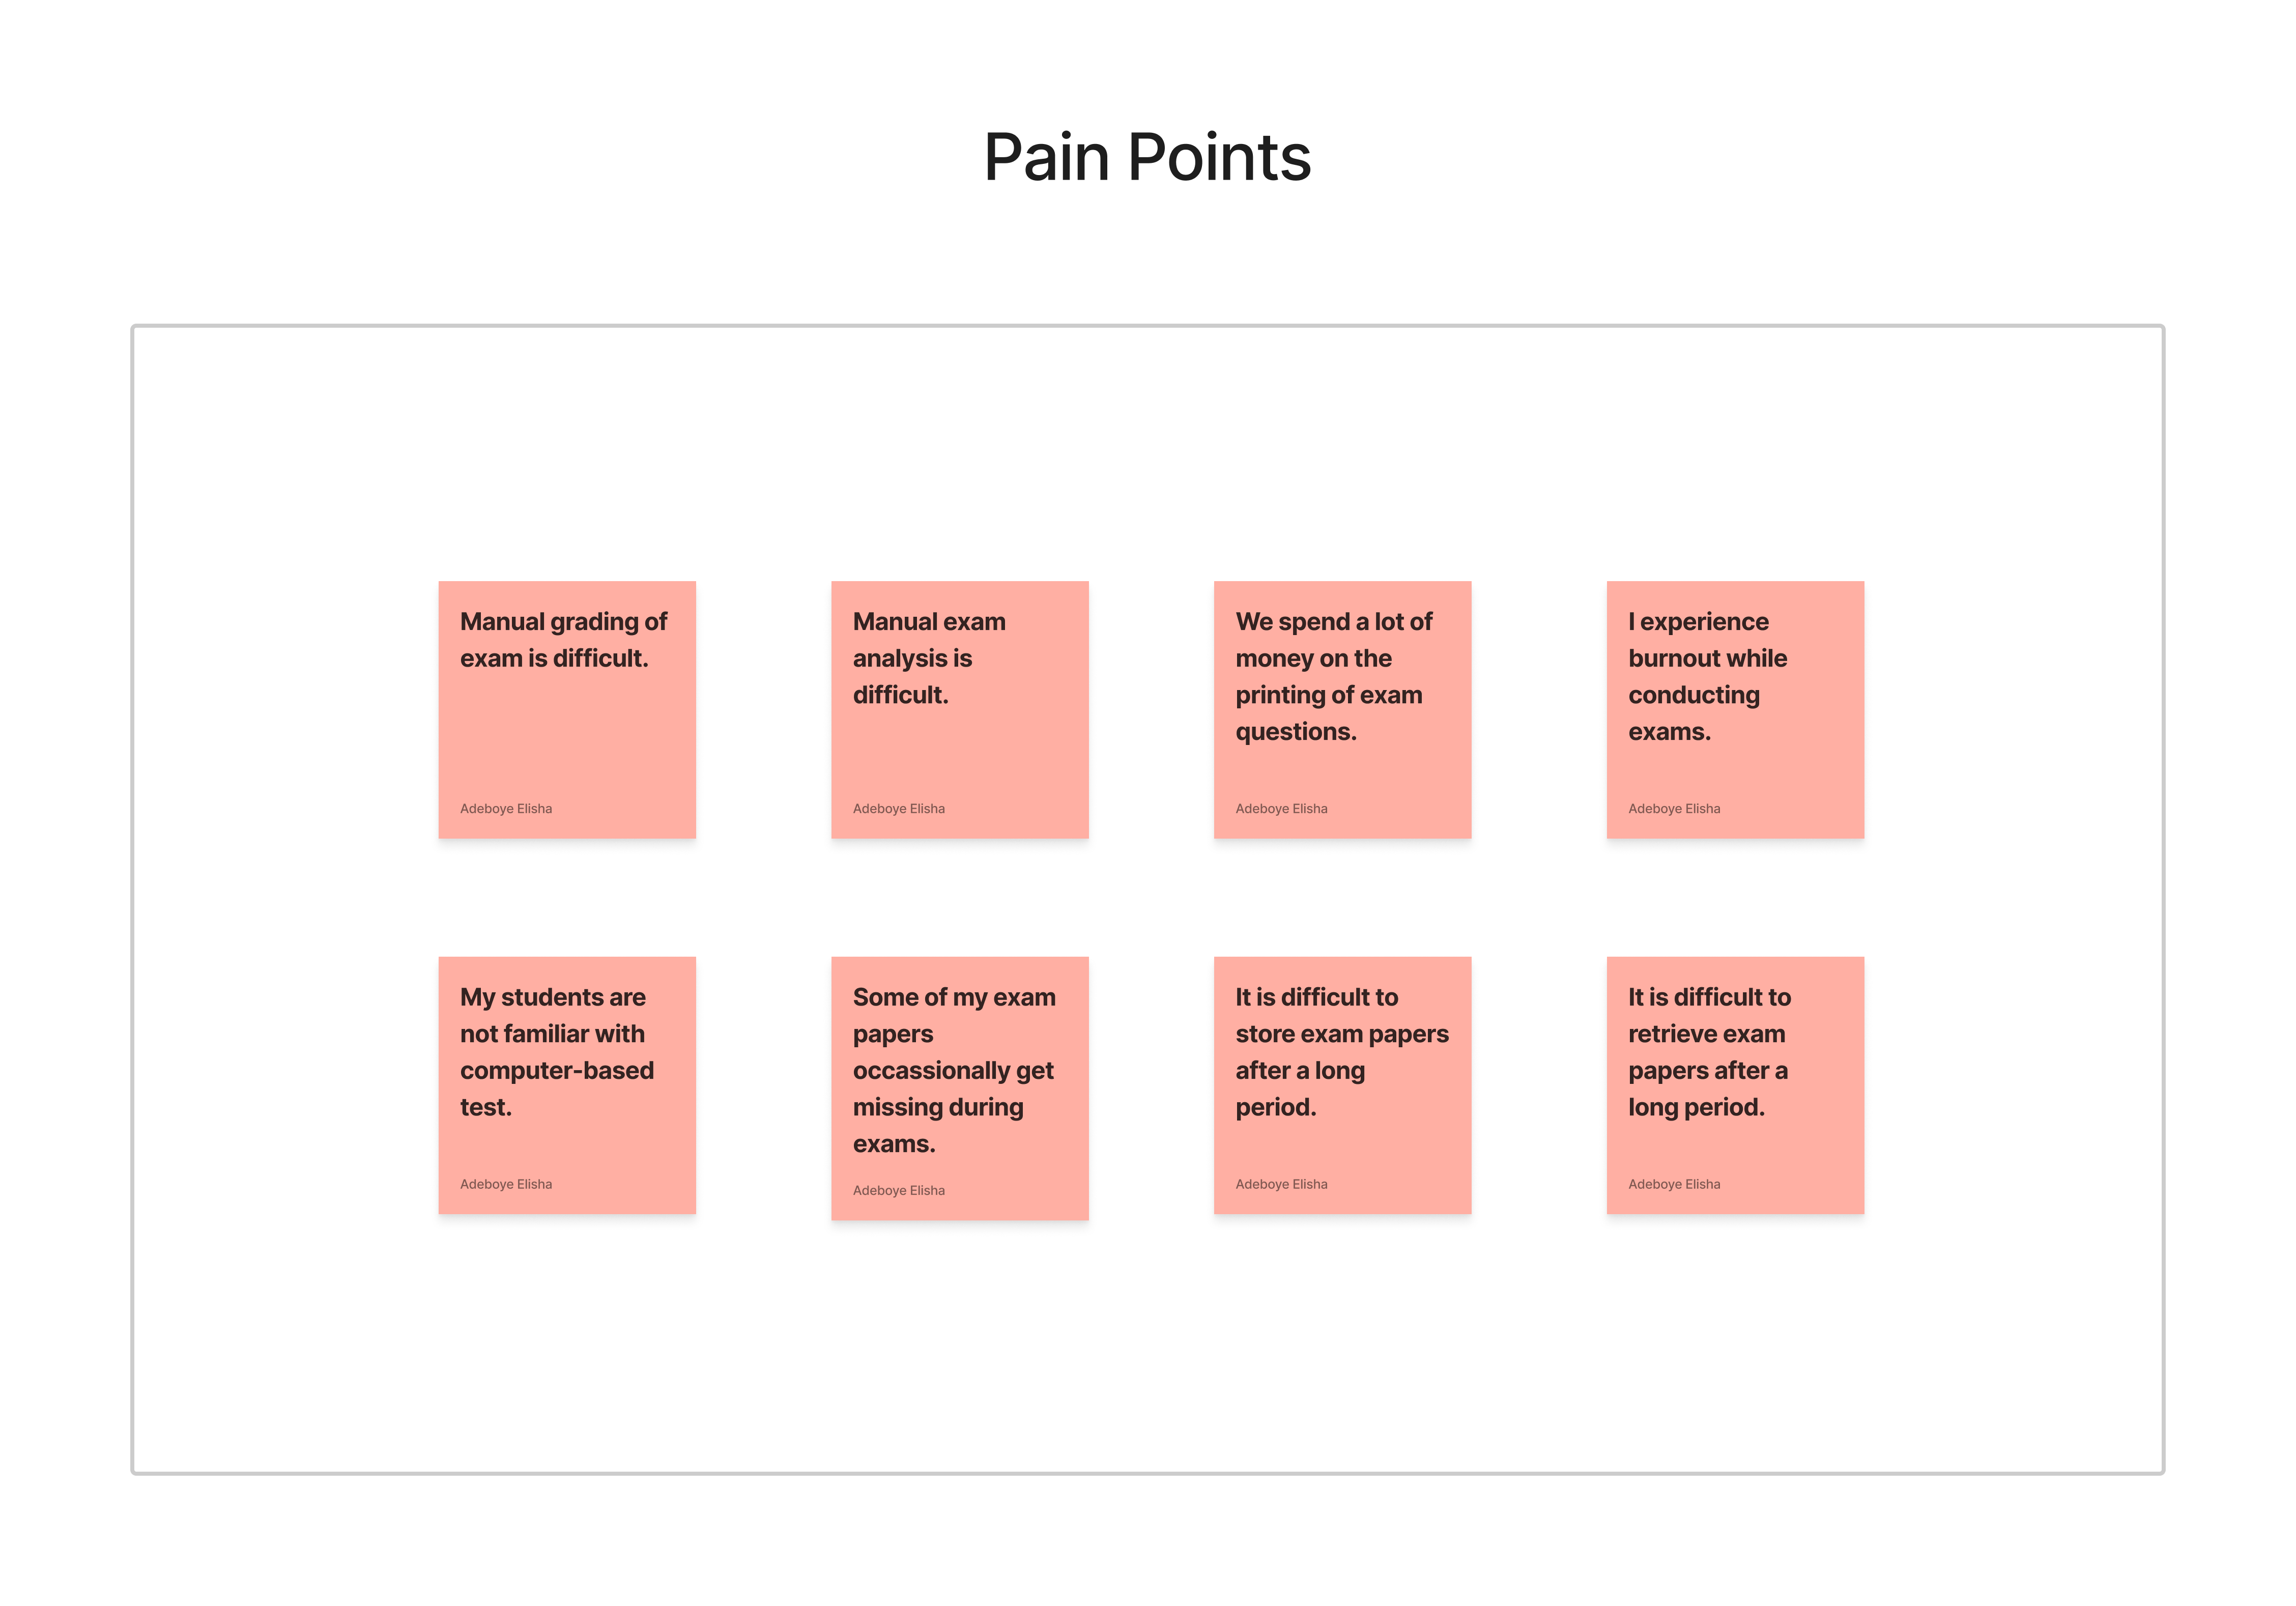 Pain Points
Manual grading of
exam is difficult.
Adeboye Elisha
Manual exam
analysis is
difficult.
Adeboye Elisha
We spend a lot of
money on the
printing of exam
questions.
Adeboye Elisha
I experience
burnout while
conducting
exams.
Adeboye Elisha
My students are
not familiar with
computer-based
test.
Adeboye Elisha
Some of my exam
papers
occassionally get
missing during
exams.
Adeboye Elisha
It is difficult to
store exam papers
after a long
period.
Adeboye Elisha
It is difficult to
retrieve exam
papers after a
long period.
Adeboye Elisha